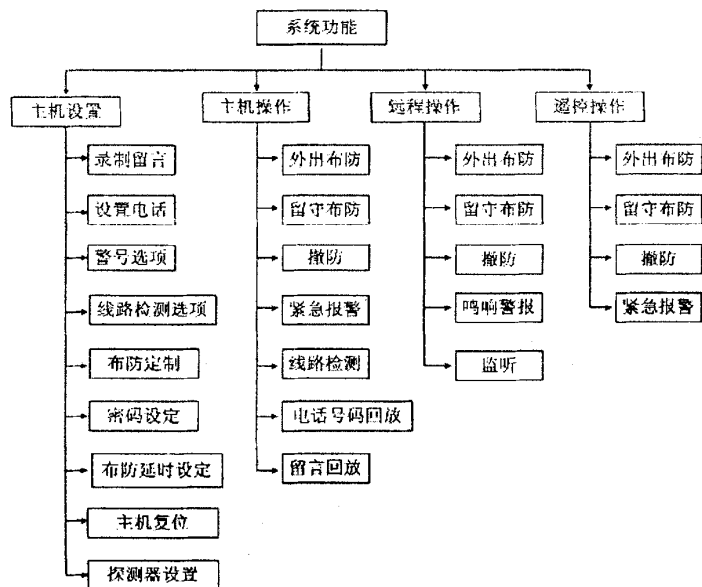 系统功能
主机设置
主机操作
远程操作
遥控操作
录制留言
设置电话
警号选项
线路检测选项
布防定制
密码设定
布防延时设定
主机复位
探测器设置
外出布防
留守布防
撤防
紧急报警
线路检测
电话号码回放
留言回放
外出布防
留守布防
撤防
鸣响警报
监听
外出布防
留守布防
撤防
紧急报警